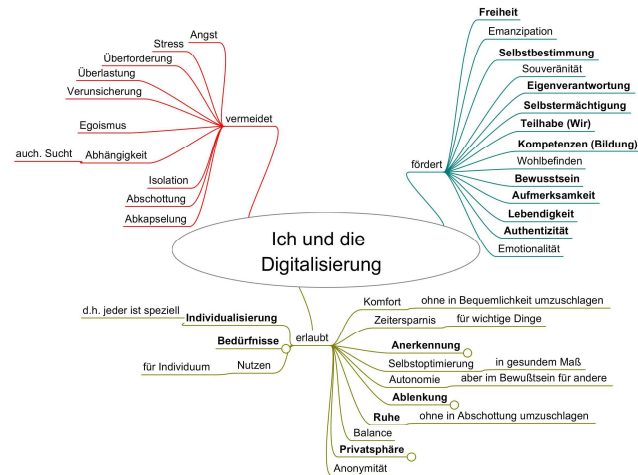 Ich und die
Digitalisierung
vermeidet
Angst
Stress
Überforderung
Überlastung
Verunsicherung
Egoismus
Abhängigkeit
auch. Sucht
Isolation
Abschottung
Abkapselung
fördert
Freiheit
Emanzipation
Selbstbestimmung
Souveränität
Eigenverantwortung
Selbstermächtigung
Teilhabe (Wir)
Kompetenzen (Bildung)
Wohlbefinden
Bewusstsein
Aufmerksamkeit
Lebendigkeit
Authentizität
Emotionalität
erlaubt
Individualisierung
d.h. jeder ist speziell
Bedürfnisse
Nutzen
für Individuum
Komfort
ohne in Bequemlichkeit umzuschlagen
Zeitersparnis
für wichtige Dinge
Anerkennung
Selbstoptimierung
in gesundem Maß
Autonomie
aber im Bewußtsein für andere
Ablenkung
Ruhe
ohne in Abschottung umzuschlagen
Balance
Privatsphäre
Anonymität